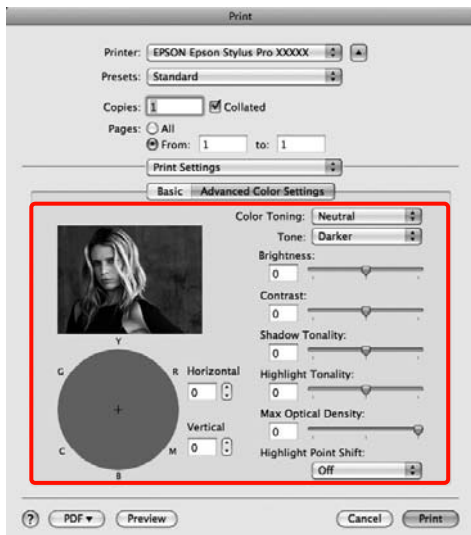 Print
Printer: EPSON Epson Stylus Pro XXXXX
Presets: Standard
Copies: 1 Collated
Pages: All
From: 1 to: 1
Print Settings
Basic Advanced Color Settings
Color Toning: Neutral
Tone: Darker
Brightness:
0
Contrast:
0
Shadow Tonality:
0
Highlight Tonality:
0
Max Optical Density:
0
Highlight Point Shift:
Off
Y
G R
C M
B
Horizontal
0
Vertical
0
? PDF Preview Cancel Print